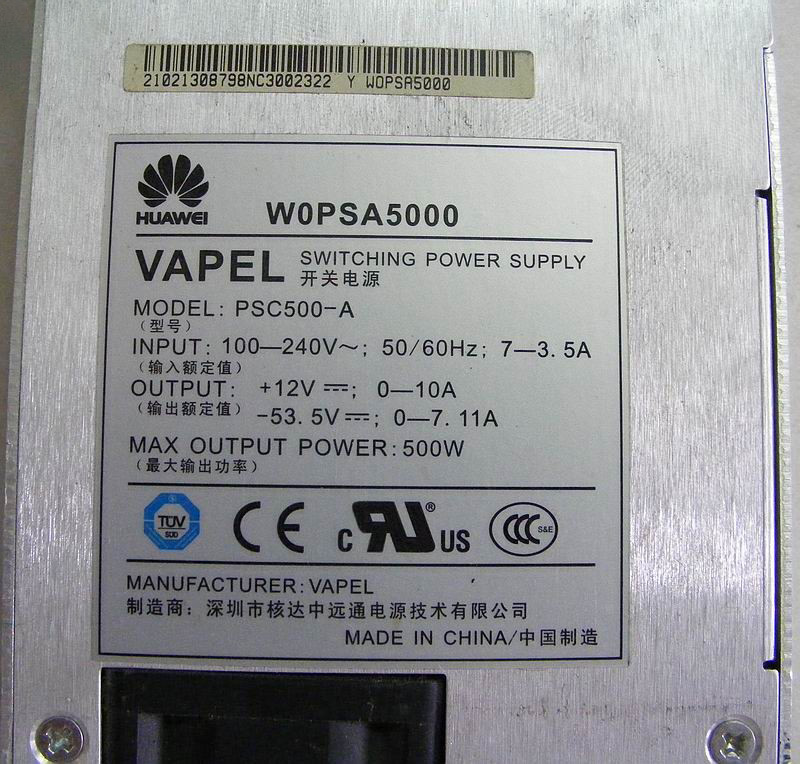 21021308798NC3002322 Y W0PSA5000
HUAWEI W0PSA5000
VAPEL SWITCHING POWER SUPPLY
开关电源
MODEL: PSC500-A
(型号)
INPUT: 100—240V~; 50/60Hz; 7—3.5A
(输入额定值)
OUTPUT: +12V ⎓; 0—10A
(输出额定值) -53.5V ⎓; 0—7.11A
MAX OUTPUT POWER: 500W
(最大输出功率)
TÜV
SÜD
CE
c RU ® US
CCC S&E
MANUFACTURER: VAPEL
制造商: 深圳市核达中远通电源技术有限公司
MADE IN CHINA/中国制造